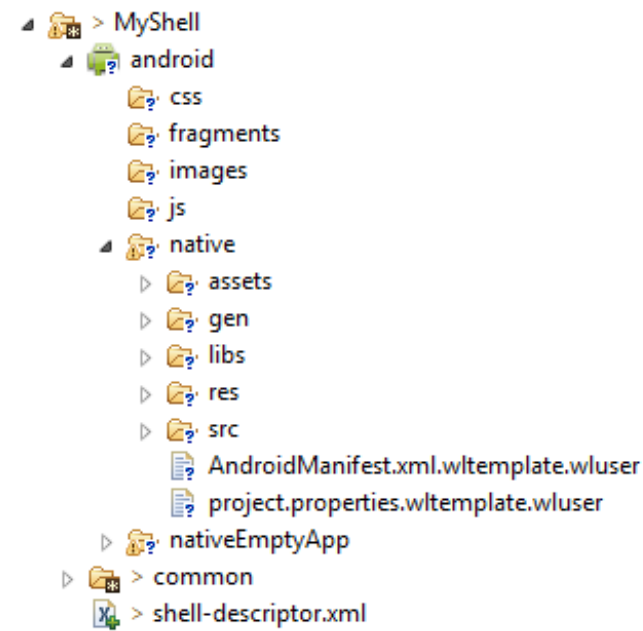 > MyShell
android
css
fragments
images
js
native
assets
gen
libs
res
src
AndroidManifest.xml.wltemplate.wluser
project.properties.wltemplate.wluser
nativeEmptyApp
> common
> shell-descriptor.xml